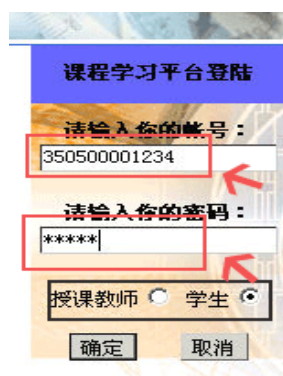 课程学习平台登陆
请输入你的帐号：
350500001234
请输入你的密码：
*****
授课教师 学生
确定 取消